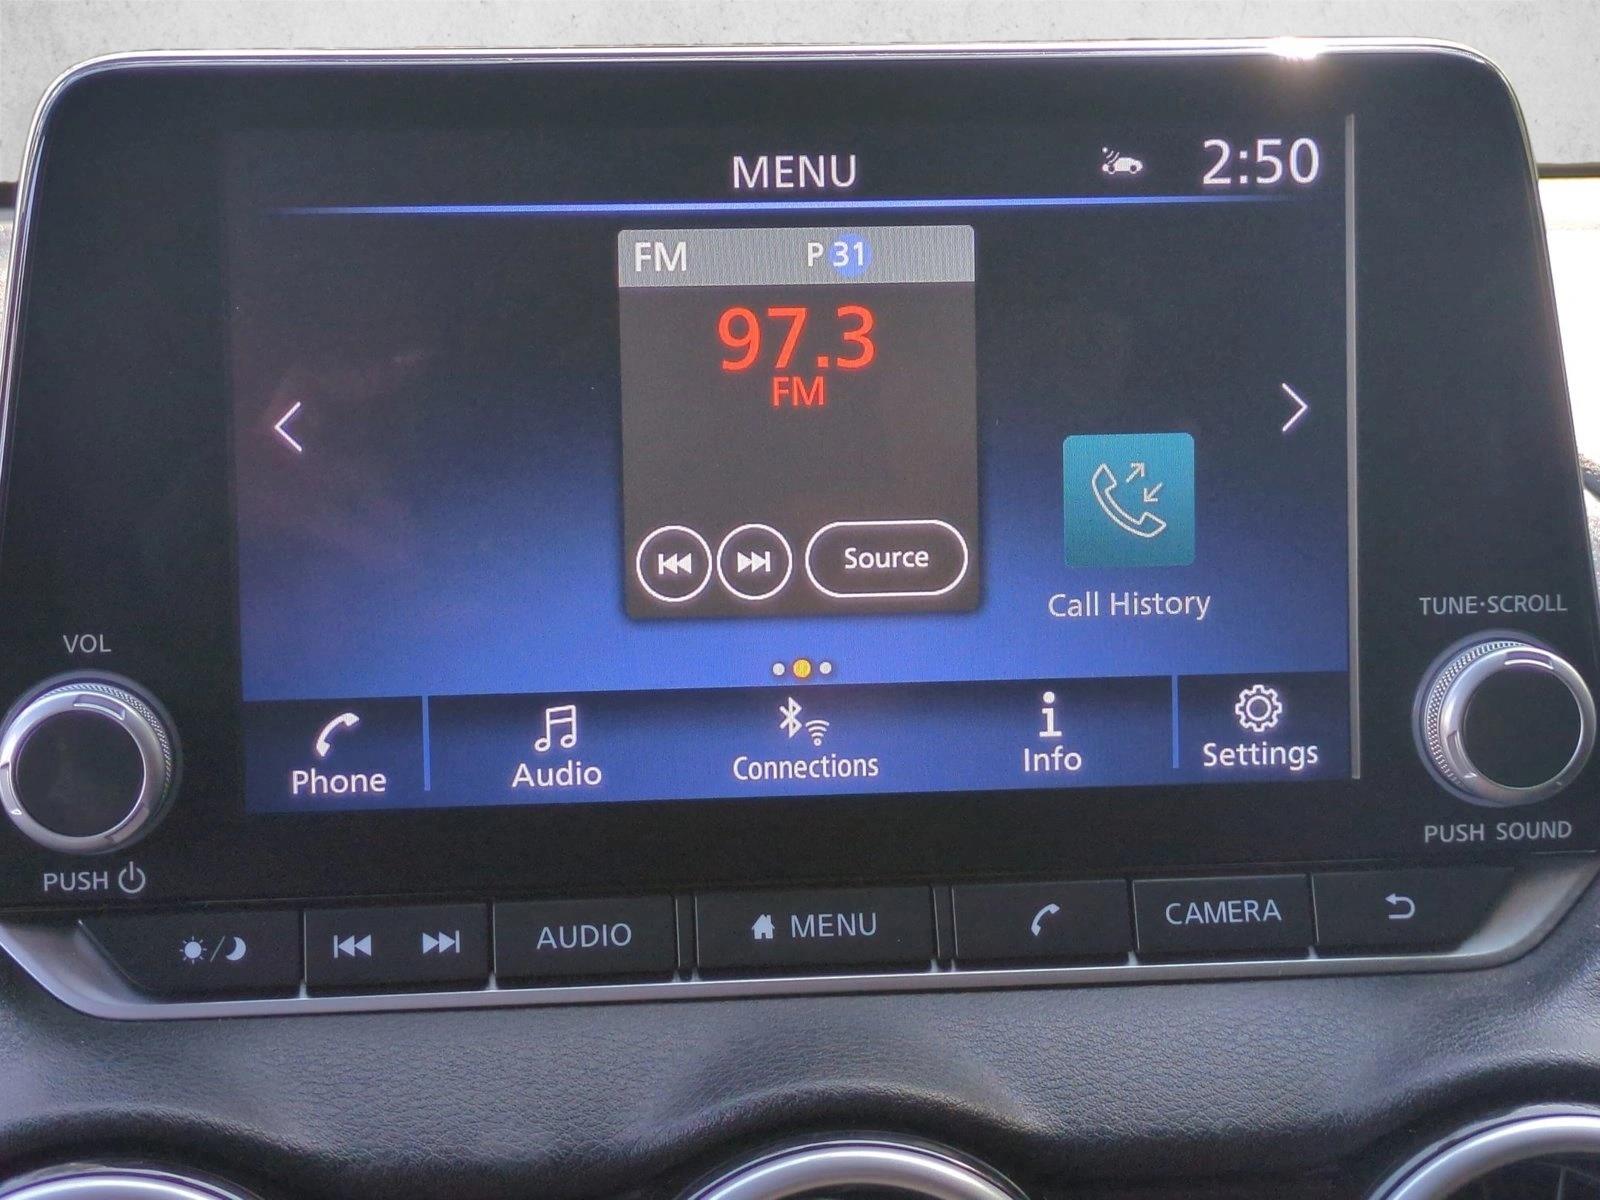 MENU
2:50
FM
P 31
97.3
FM
Source
Call History
VOL
TUNE·SCROLL
Phone
Audio
Connections
Info
Settings
PUSH
PUSH SOUND
AUDIO
MENU
CAMERA